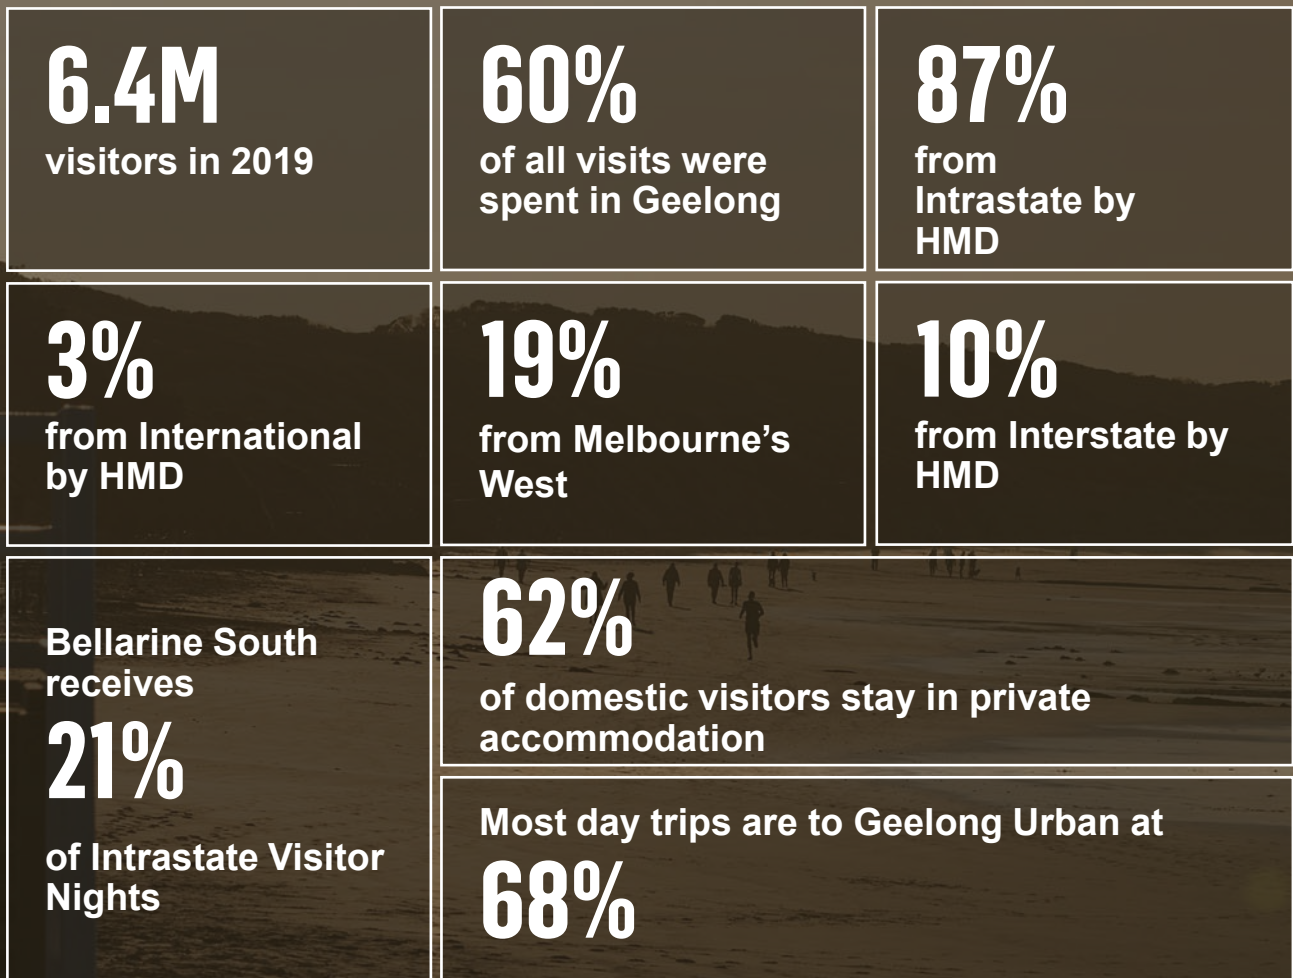 6.4M
visitors in 2019
60%
of all visits were
spent in Geelong
87%
from
Intrastate by
HMD
3%
from International
by HMD
19%
from Melbourne’s
West
10%
from Interstate by
HMD
Bellarine South
receives
21%
of Intrastate Visitor
Nights
62%
of domestic visitors stay in private
accommodation
Most day trips are to Geelong Urban at
68%